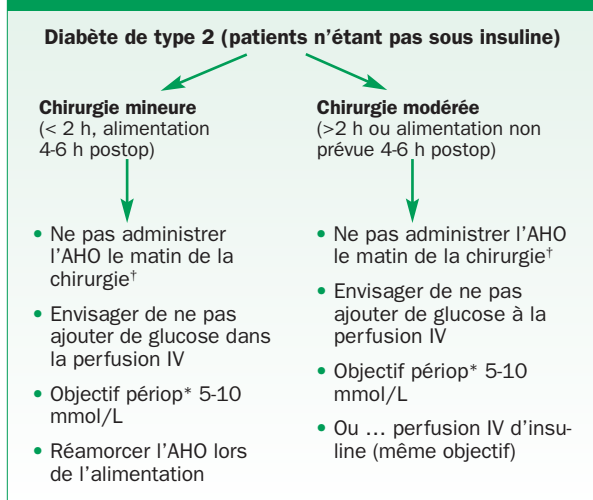 Diabète de type 2 (patients n'étant pas sous insuline)
Chirurgie mineure
(< 2 h, alimentation
4-6 h postop)
• Ne pas administrer
l'AHO le matin de la
chirurgie†
• Envisager de ne pas
ajouter de glucose dans
la perfusion IV
• Objectif périop* 5-10
mmol/L
• Réamorcer l'AHO lors
de l'alimentation
Chirurgie modérée
(>2 h ou alimentation non
prévue 4-6 h postop)
• Ne pas administrer l'AHO
le matin de la chirurgie†
• Envisager de ne pas
ajouter de glucose à la
perfusion IV
• Objectif périop* 5-10
mmol/L
• Ou … perfusion IV d'insu-
line (même objectif)